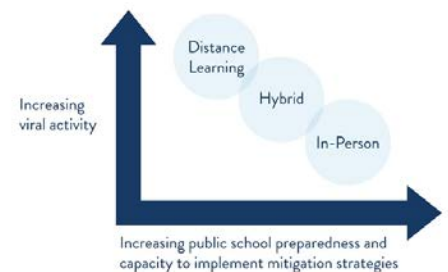 Distance
Learning
Hybrid
In-Person
Increasing
viral activity
Increasing public school preparedness and
capacity to implement mitigation strategies